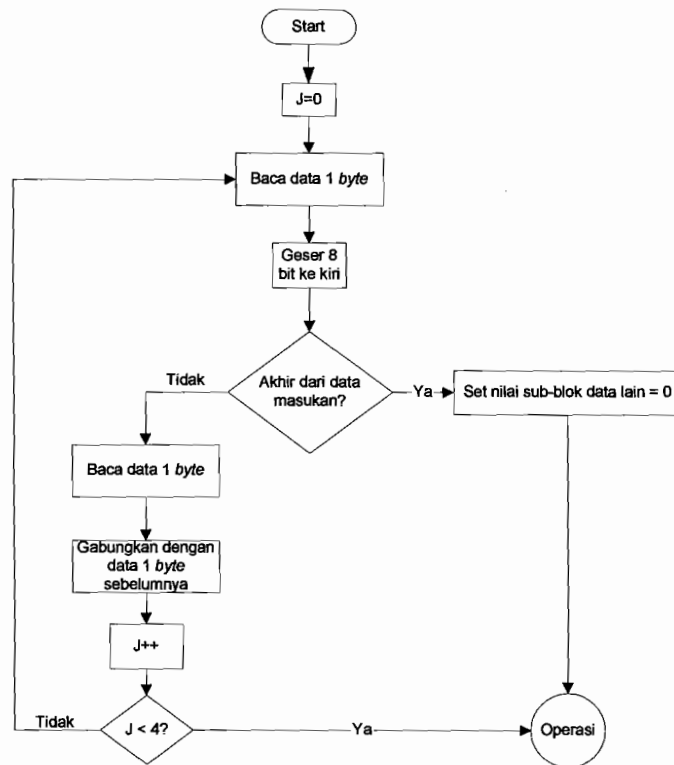 Start
J=0
Baca data 1 byte
Geser 8
bit ke kiri
Akhir dari data
masukan?
Tidak
Ya
Set nilai sub-blok data lain = 0
Baca data 1 byte
Gabungkan dengan
data 1 byte
sebelumnya
J++
J < 4?
Tidak
Ya
Operasi